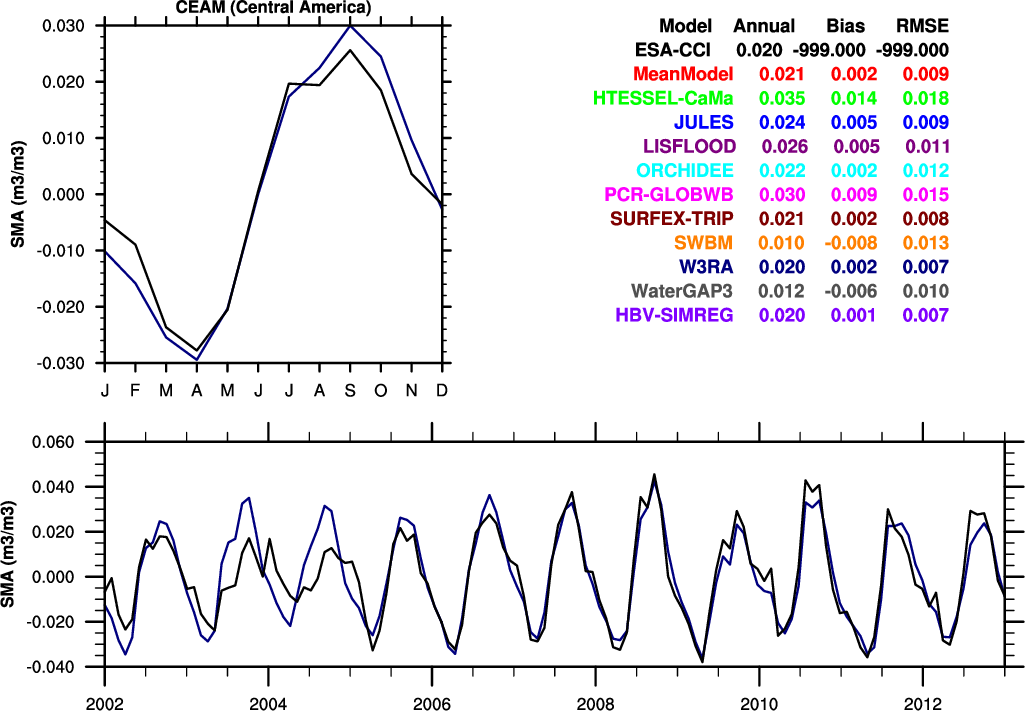 CEAM (Central America)
0.030
0.020
0.010
0.000
-0.010
-0.020
-0.030
SMA (m3/m3)
J F M A M J J A S O N D
Model Annual Bias RMSE
ESA-CCI 0.020 -999.000 -999.000
MeanModel 0.021 0.002 0.009
HTESSEL-CaMa 0.035 0.014 0.018
JULES 0.024 0.005 0.009
LISFLOOD 0.026 0.005 0.011
ORCHIDEE 0.022 0.002 0.012
PCR-GLOBWB 0.030 0.009 0.015
SURFEX-TRIP 0.021 0.002 0.008
SWBM 0.010 -0.008 0.013
W3RA 0.020 0.002 0.007
WaterGAP3 0.012 -0.006 0.010
HBV-SIMREG 0.020 0.001 0.007
0.060
0.040
0.020
0.000
-0.020
-0.040
SMA (m3/m3)
2002 2004 2006 2008 2010 2012